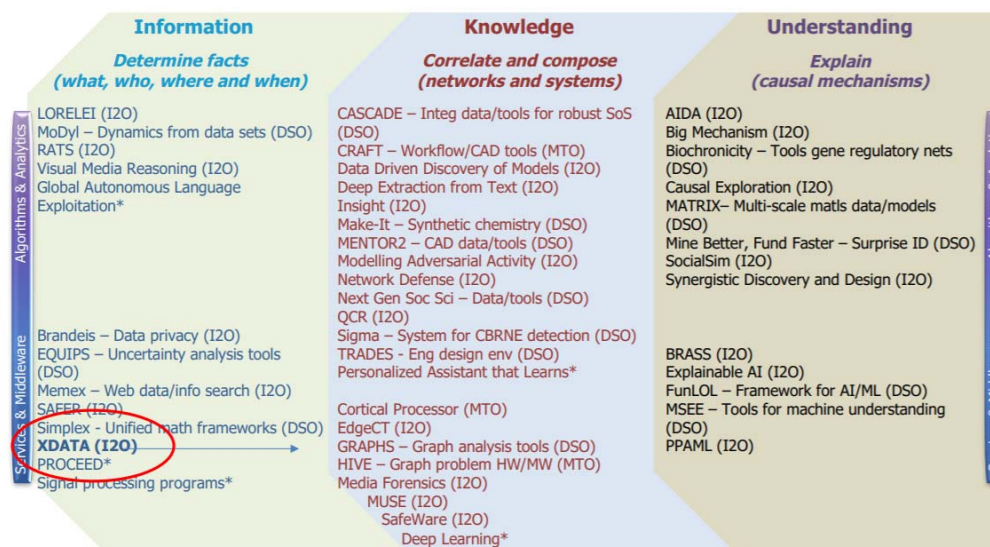 Information
Determine facts
(what, who, where and when)
LORELEI (I2O)
MoDyl – Dynamics from data sets (DSO)
RATS (I2O)
Visual Media Reasoning (I2O)
Global Autonomous Language
Exploitation*
Brandeis – Data privacy (I2O)
EQUIPS – Uncertainty analysis tools
(DSO)
Memex – Web data/info search (I2O)
SAFER (I2O)
Simplex - Unified math frameworks (DSO)
XDATA (I2O)
PROCEED*
Signal processing programs*
Algorithms & Analytics
Services & Middleware
Knowledge
Correlate and compose
(networks and systems)
CASCADE – Integ data/tools for robust SoS
(DSO)
CRAFT – Workflow/CAD tools (MTO)
Data Driven Discovery of Models (I2O)
Deep Extraction from Text (I2O)
Insight (I2O)
Make-It – Synthetic chemistry (DSO)
MENTOR2 – CAD data/tools (DSO)
Modelling Adversarial Activity (I2O)
Network Defense (I2O)
Next Gen Soc Sci – Data/tools (DSO)
QCR (I2O)
Sigma – System for CBRNE detection (DSO)
TRADES - Eng design env (DSO)
Personalized Assistant that Learns*
Cortical Processor (MTO)
EdgeCT (I2O)
GRAPHS – Graph analysis tools (DSO)
HIVE – Graph problem HW/MW (MTO)
Media Forensics (I2O)
MUSE (I2O)
SafeWare (I2O)
Deep Learning*
Understanding
Explain
(causal mechanisms)
AIDA (I2O)
Big Mechanism (I2O)
Biochronicity – Tools gene regulatory nets
(DSO)
Causal Exploration (I2O)
MATRIX– Multi-scale matls data/models
(DSO)
Mine Better, Fund Faster – Surprise ID (DSO)
SocialSim (I2O)
Synergistic Discovery and Design (I2O)
BRASS (I2O)
Explainable AI (I2O)
FunLOL – Framework for AI/ML (DSO)
MSEE – Tools for machine understanding
(DSO)
PPAML (I2O)